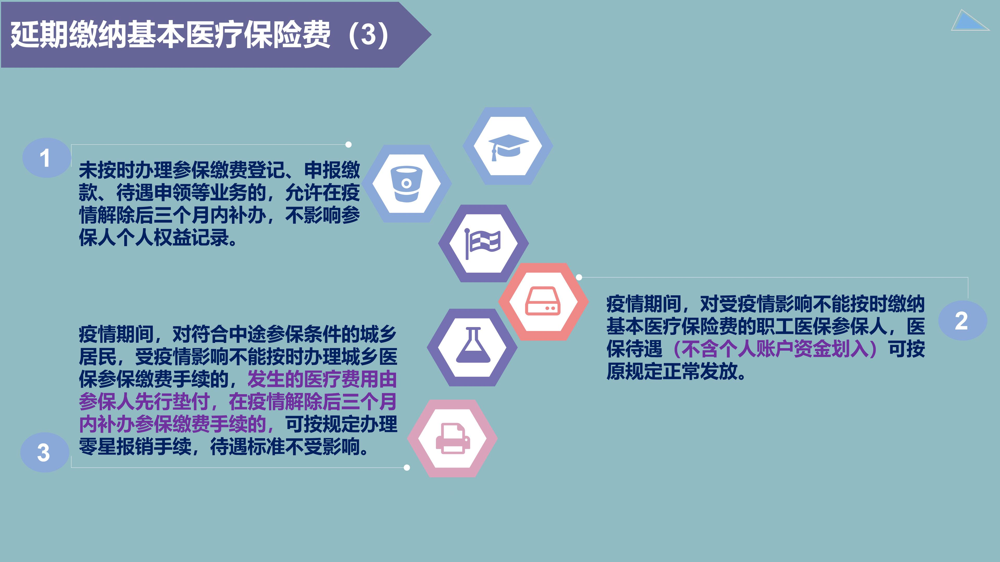 延期缴纳基本医疗保险费（3）
1
未按时办理参保缴费登记、申报缴
款、待遇申领等业务的，允许在疫
情解除后三个月内补办，不影响参
保人个人权益记录。
2
疫情期间，对受疫情影响不能按时缴纳
基本医疗保险费的职工医保参保人，医
保待遇（不含个人账户资金划入）可按
原规定正常发放。
3
疫情期间，对符合中途参保条件的城乡
居民，受疫情影响不能按时办理城乡医
保参保缴费手续的，发生的医疗费用由
参保人先行垫付，在疫情解除后三个月
内补办参保缴费手续的，可按规定办理
零星报销手续，待遇标准不受影响。